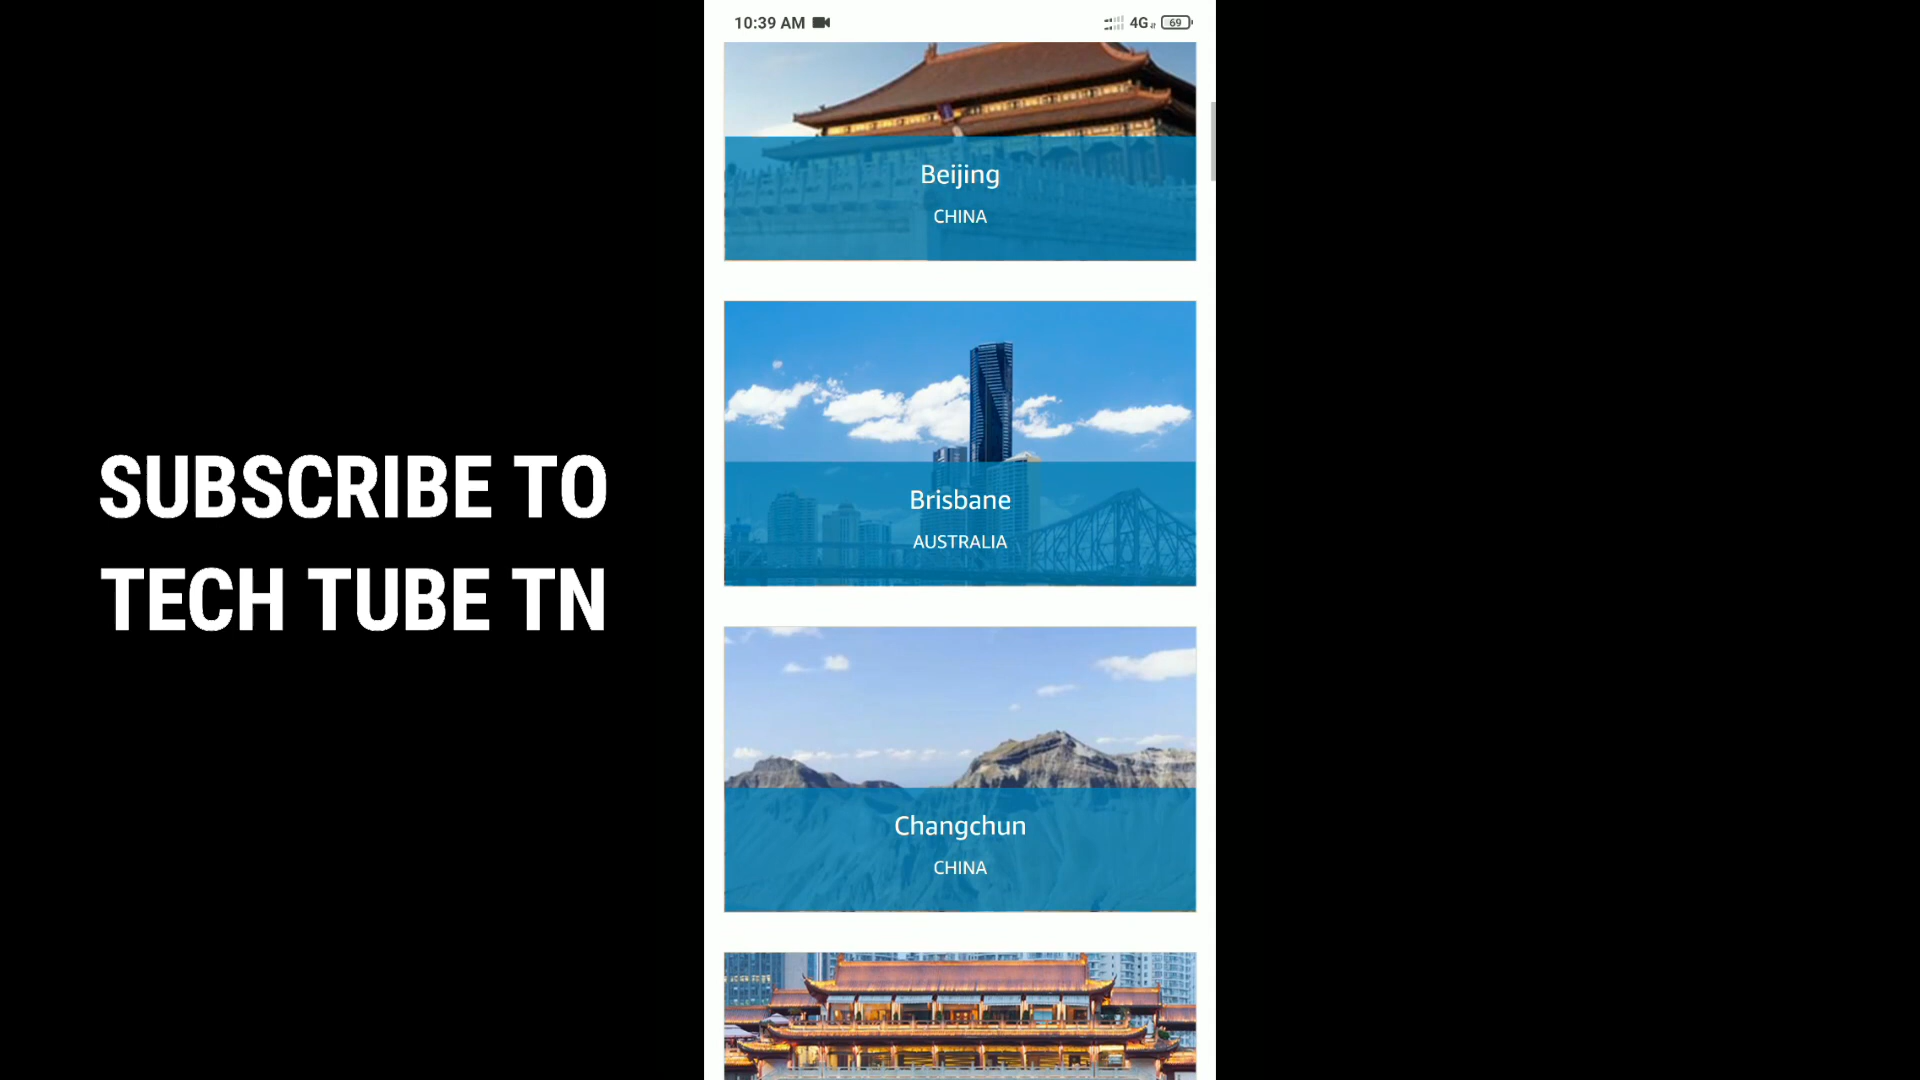 10:39 AM
4G
69
Beijing
CHINA
Brisbane
AUSTRALIA
SUBSCRIBE TO
TECH TUBE TN
Changchun
CHINA